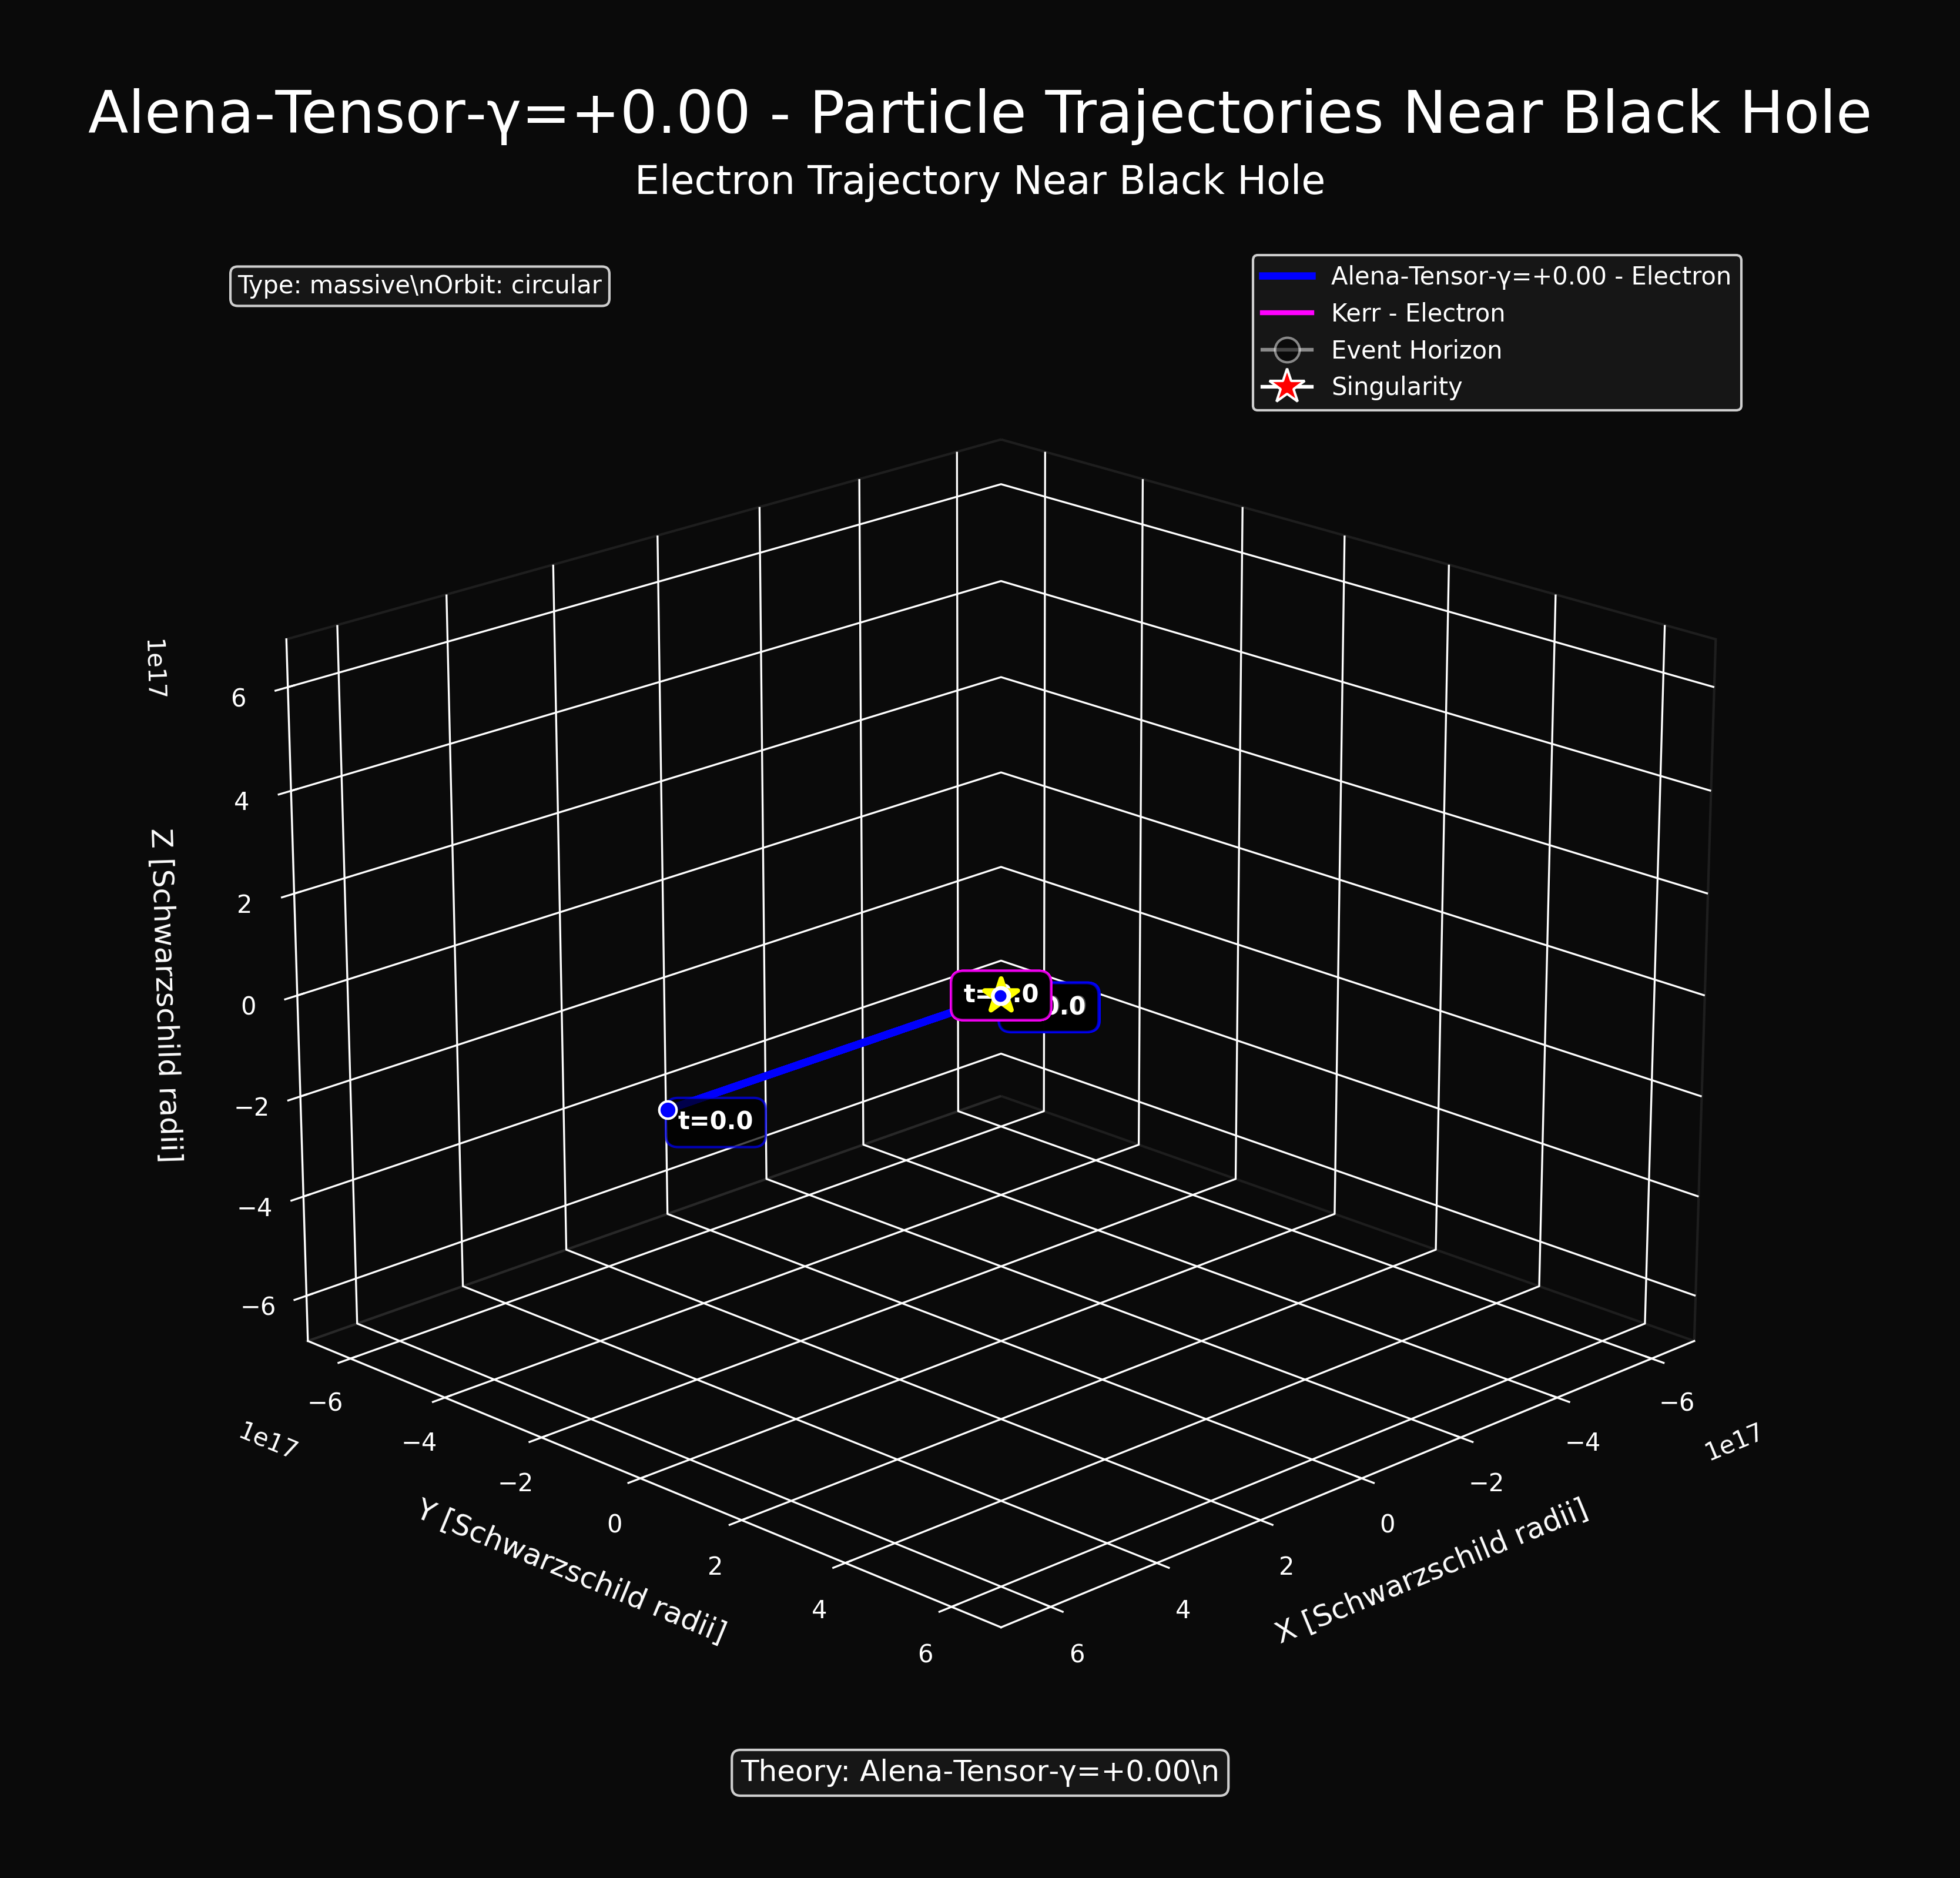 Alena-Tensor-γ=+0.00 - Particle Trajectories Near Black Hole
Electron Trajectory Near Black Hole
Type: massive\nOrbit: circular
Alena-Tensor-γ=+0.00 - Electron
Kerr - Electron
Event Horizon
Singularity
1e17
6
4
2
0
−2
−4
−6
Z [Schwarzschild radii]
t=0.0
−6
−4
−2
0
2
4
6
1e17
Y [Schwarzschild radii]
−6
−4
−2
0
2
4
6
1e17
X [Schwarzschild radii]
Theory: Alena-Tensor-γ=+0.00\n